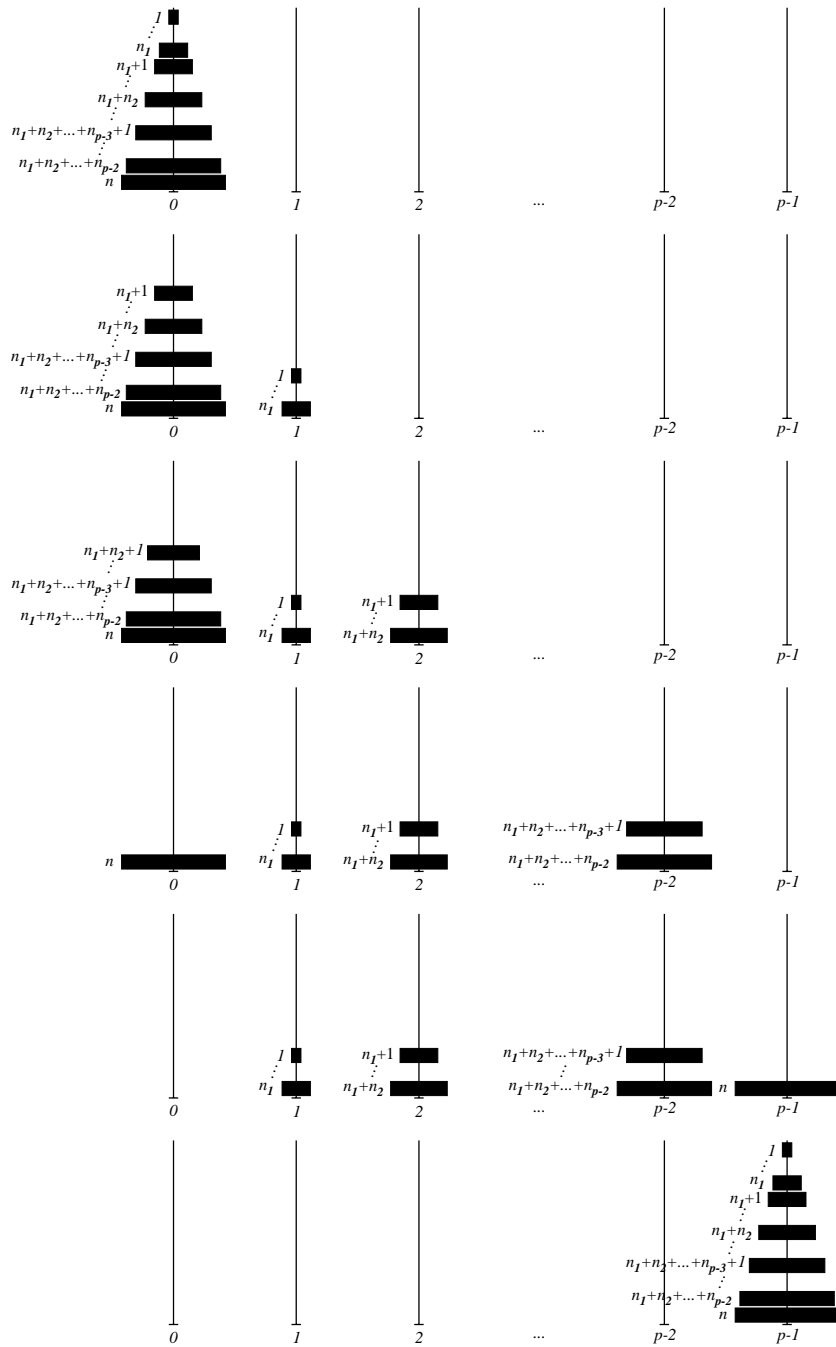 1
n₁
n₁+1
n₁+n₂
n₁+n₂+...+nₚ₋₃+1
n₁+n₂+...+nₚ₋₂
n
0 1 2 ... p-2 p-1
n₁+1
n₁+n₂
n₁+n₂+...+nₚ₋₃+1
1
n₁+n₂+...+nₚ₋₂
n n₁
0 1 2 ... p-2 p-1
n₁+n₂+1
n₁+n₂+...+nₚ₋₃+1
1 n₁+1
n₁+n₂+...+nₚ₋₂
n n₁ n₁+n₂
0 1 2 ... p-2 p-1
1 n₁+1 n₁+n₂+...+nₚ₋₃+1
n n₁ n₁+n₂ n₁+n₂+...+nₚ₋₂
0 1 2 ... p-2 p-1
1 n₁+1 n₁+n₂+...+nₚ₋₃+1
n₁ n₁+n₂ n₁+n₂+...+nₚ₋₂ n
0 1 2 ... p-2 p-1
1
n₁
n₁+1
n₁+n₂
n₁+n₂+...+nₚ₋₃+1
n₁+n₂+...+nₚ₋₂
n
0 1 2 ... p-2 p-1